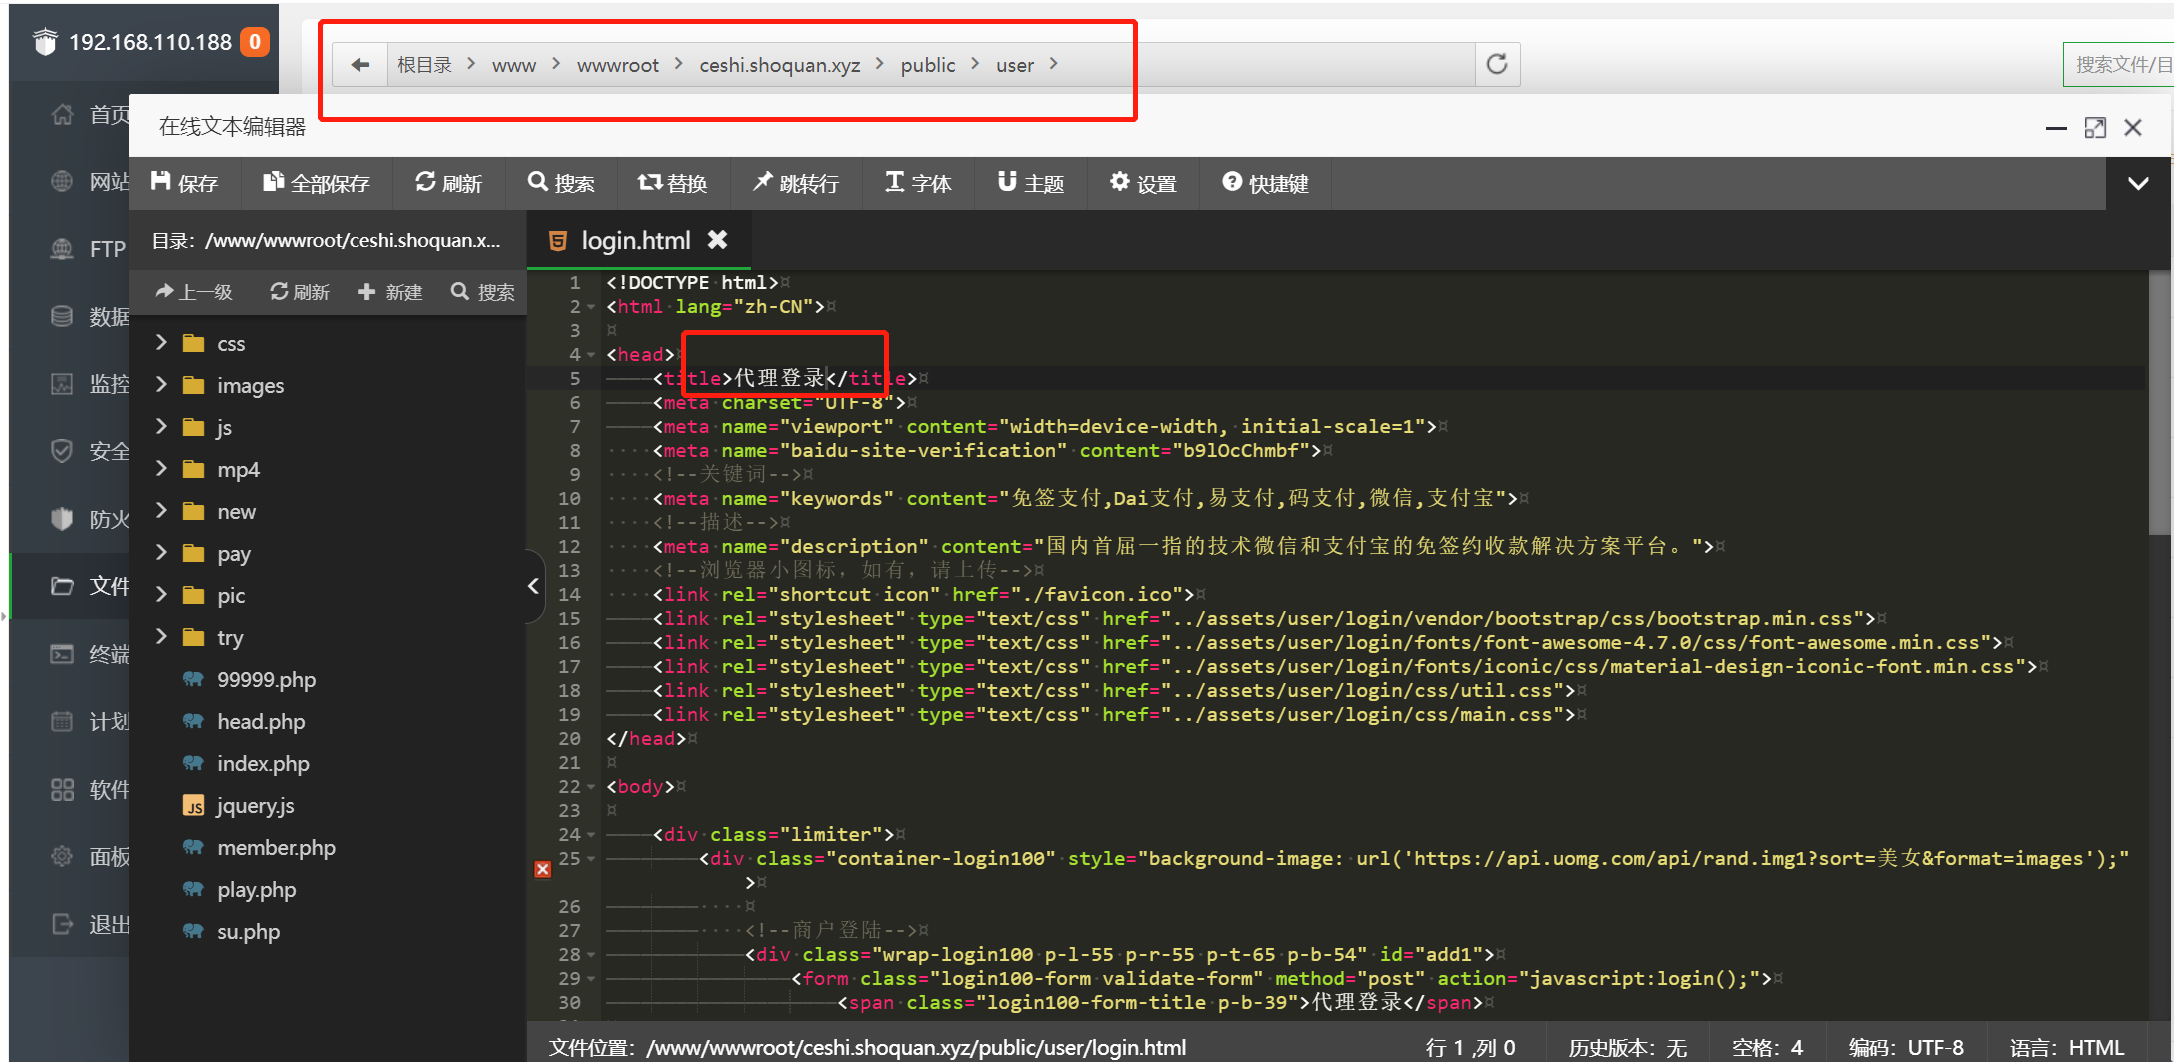 192.168.110.188 0
根目录 > www > wwwroot > ceshi.shoquan.xyz > public > user >
搜索文件/目
首页
网站
FTP
数据
监控
安全
防火
文件
终端
计划
软件
面板
退出
在线文本编辑器
保存 全部保存 刷新 搜索 替换 跳转行 字体 主题 设置 快捷键
目录：/www/wwwroot/ceshi.shoquan.x...
上一级 刷新 新建 搜索
css
images
js
mp4
new
pay
pic
try
99999.php
head.php
index.php
jquery.js
member.php
play.php
su.php
login.html
1 <!DOCTYPE html>
2 <html lang="zh-CN">
3
4 <head>
5 <title>代理登录</title>
6 <meta charset="UTF-8">
7 <meta name="viewport" content="width=device-width, initial-scale=1">
8 <meta name="baidu-site-verification" content="b9lOcChmbf">
9 <!--关键词-->
10 <meta name="keywords" content="免签支付,Dai支付,易支付,码支付,微信,支付宝">
11 <!--描述-->
12 <meta name="description" content="国内首屈一指的技术微信和支付宝的免签约收款解决方案平台。">
13 <!--浏览器小图标，如有，请上传-->
14 <link rel="shortcut icon" href="./favicon.ico">
15 <link rel="stylesheet" type="text/css" href="../assets/user/login/vendor/bootstrap/css/bootstrap.min.css">
16 <link rel="stylesheet" type="text/css" href="../assets/user/login/fonts/font-awesome-4.7.0/css/font-awesome.min.css">
17 <link rel="stylesheet" type="text/css" href="../assets/user/login/fonts/iconic/css/material-design-iconic-font.min.css">
18 <link rel="stylesheet" type="text/css" href="../assets/user/login/css/util.css">
19 <link rel="stylesheet" type="text/css" href="../assets/user/login/css/main.css">
20 </head>
21
22 <body>
23
24 <div class="limiter">
25 <div class="container-login100" style="background-image: url('https://api.uomg.com/api/rand.img1?sort=美女&format=images');"
>
26
27 <!--商户登陆-->
28 <div class="wrap-login100 p-l-55 p-r-55 p-t-65 p-b-54" id="add1">
29 <form class="login100-form validate-form" method="post" action="javascript:login();">
30 <span class="login100-form-title p-b-39">代理登录</span>
文件位置：/www/wwwroot/ceshi.shoquan.xyz/public/user/login.html
行 1 ,列 0 历史版本：无 空格：4 编码：UTF-8 语言：HTML